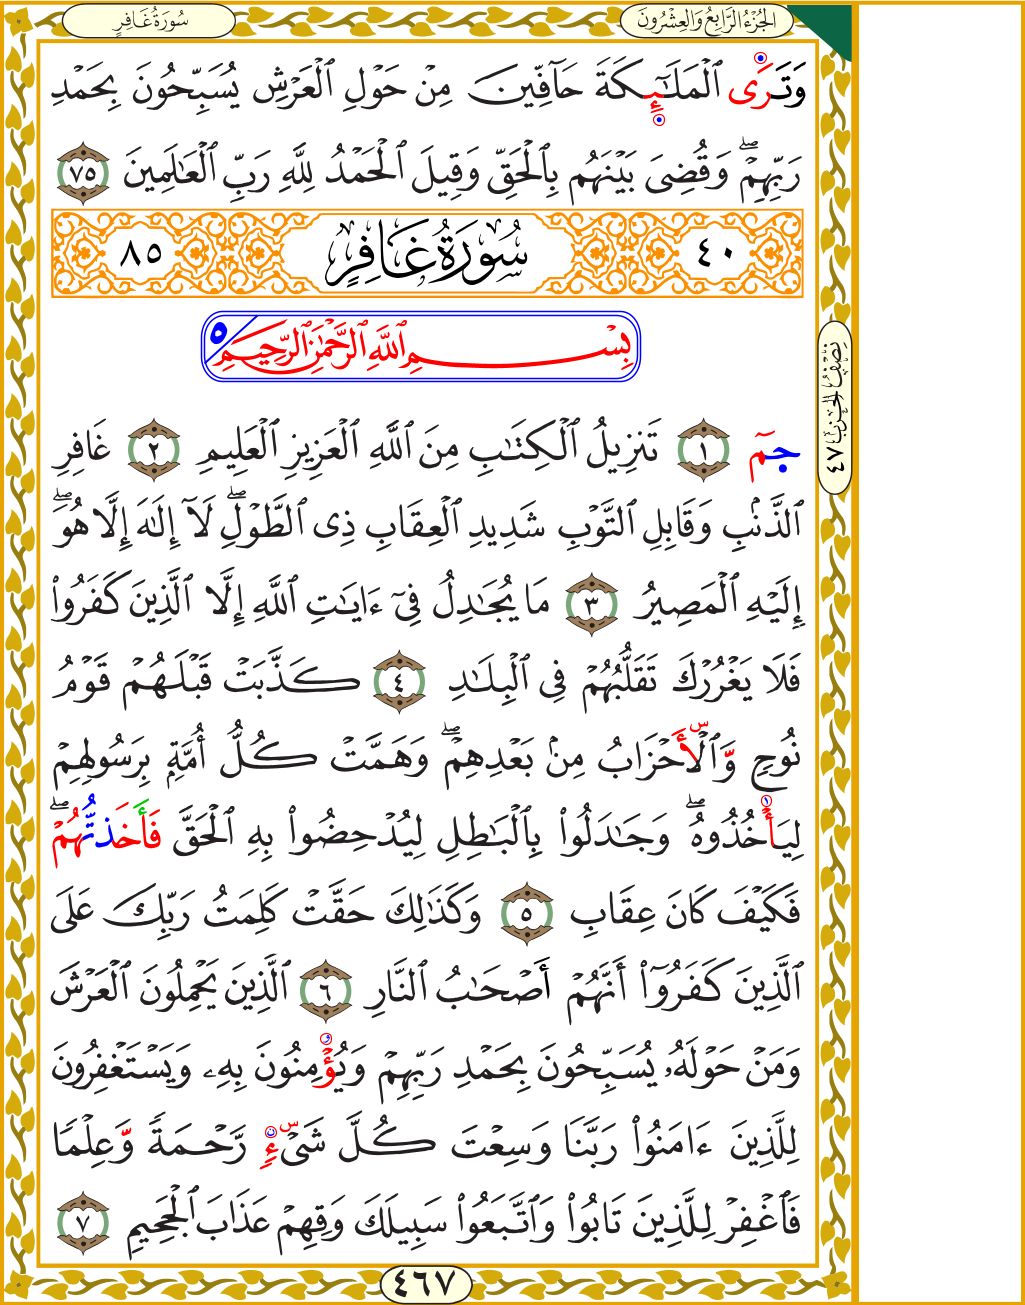 سُورَةُ غَافِرٍ
الجُزْءُ الرَّابِعُ وَالعِشْرُونَ
وَتَرَى ٱلْمَلَٰٓئِكَةَ حَآفِّينَ مِنْ حَوْلِ ٱلْعَرْشِ يُسَبِّحُونَ بِحَمْدِ
رَبِّهِمْۖ وَقُضِىَ بَيْنَهُم بِٱلْحَقِّ وَقِيلَ ٱلْحَمْدُ لِلَّهِ رَبِّ ٱلْعَٰلَمِينَ ٧٥
٤٠ سُورَةُ غَافِرٍ ٨٥
بِسْمِ ٱللَّهِ ٱلرَّحْمَٰنِ ٱلرَّحِيمِ ٥
حٓمٓ ١ تَنزِيلُ ٱلْكِتَٰبِ مِنَ ٱللَّهِ ٱلْعَزِيزِ ٱلْعَلِيمِ ٢ غَافِرِ
ٱلذَّنۢبِ وَقَابِلِ ٱلتَّوْبِ شَدِيدِ ٱلْعِقَابِ ذِى ٱلطَّوْلِۖ لَآ إِلَٰهَ إِلَّا هُوَۖ
إِلَيْهِ ٱلْمَصِيرُ ٣ مَا يُجَٰدِلُ فِىٓ ءَايَٰتِ ٱللَّهِ إِلَّا ٱلَّذِينَ كَفَرُوا۟
فَلَا يَغْرُرْكَ تَقَلُّبُهُمْ فِى ٱلْبِلَٰدِ ٤ كَذَّبَتْ قَبْلَهُمْ قَوْمُ
نُوحٍ وَٱلْأَحْزَابُ مِنۢ بَعْدِهِمْۖ وَهَمَّتْ كُلُّ أُمَّةٍۭ بِرَسُولِهِمْ
لِيَأْخُذُوهُۖ وَجَٰدَلُوا۟ بِٱلْبَٰطِلِ لِيُدْحِضُوا۟ بِهِ ٱلْحَقَّ فَأَخَذتُّهُمْۖ
فَكَيْفَ كَانَ عِقَابِ ٥ وَكَذَٰلِكَ حَقَّتْ كَلِمَتُ رَبِّكَ عَلَى
ٱلَّذِينَ كَفَرُوٓا۟ أَنَّهُمْ أَصْحَٰبُ ٱلنَّارِ ٦ ٱلَّذِينَ يَحْمِلُونَ ٱلْعَرْشَ
وَمَنْ حَوْلَهُۥ يُسَبِّحُونَ بِحَمْدِ رَبِّهِمْ وَيُؤْمِنُونَ بِهِۦ وَيَسْتَغْفِرُونَ
لِلَّذِينَ ءَامَنُوا۟ رَبَّنَا وَسِعْتَ كُلَّ شَىْءٍ رَّحْمَةً وَعِلْمًا
فَٱغْفِرْ لِلَّذِينَ تَابُوا۟ وَٱتَّبَعُوا۟ سَبِيلَكَ وَقِهِمْ عَذَابَ ٱلْجَحِيمِ ٧
نِصْفُ الحِزْبِ ٤٧
٤٦٧